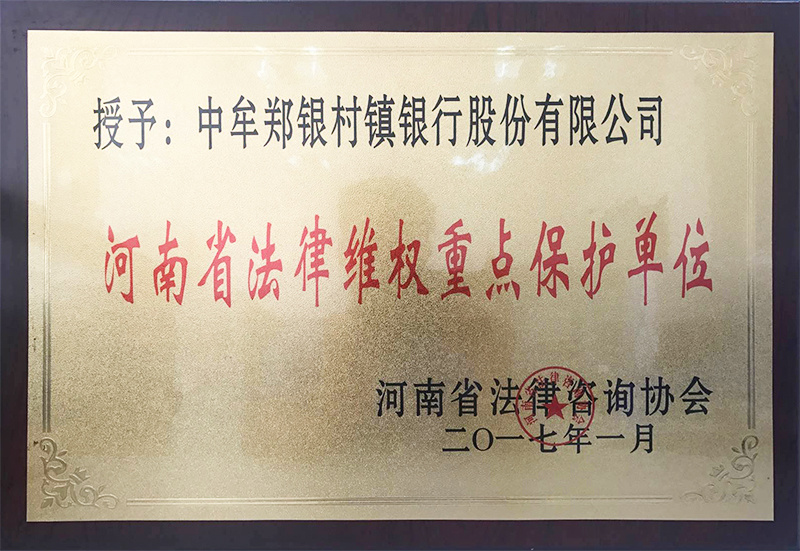 授予：中牟郑银村镇银行股份有限公司
河南省法律维权重点保护单位
河南省法律咨询协会
二〇一七年一月